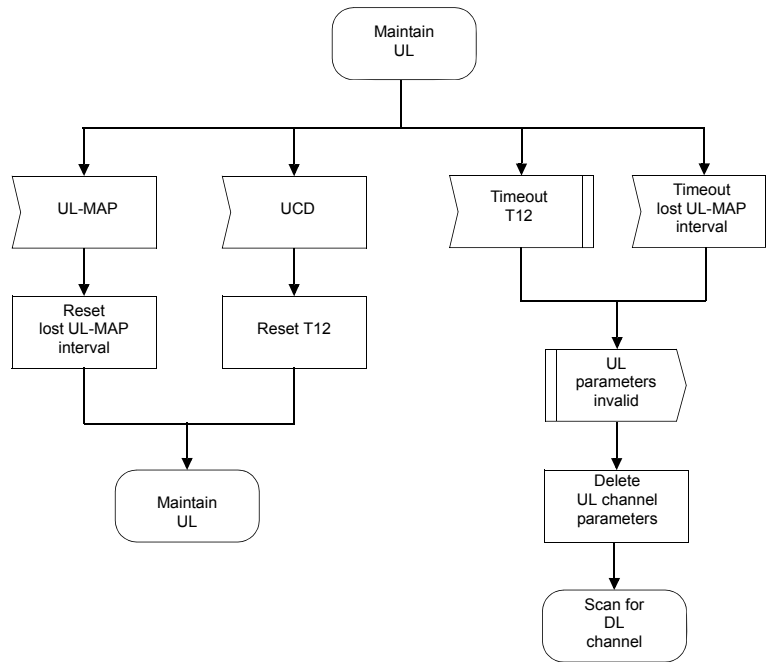 Maintain
UL
UL-MAP
UCD
Timeout
T12
Timeout
lost UL-MAP
interval
Reset
lost UL-MAP
interval
Reset T12
UL
parameters
invalid
Maintain
UL
Delete
UL channel
parameters
Scan for
DL
channel